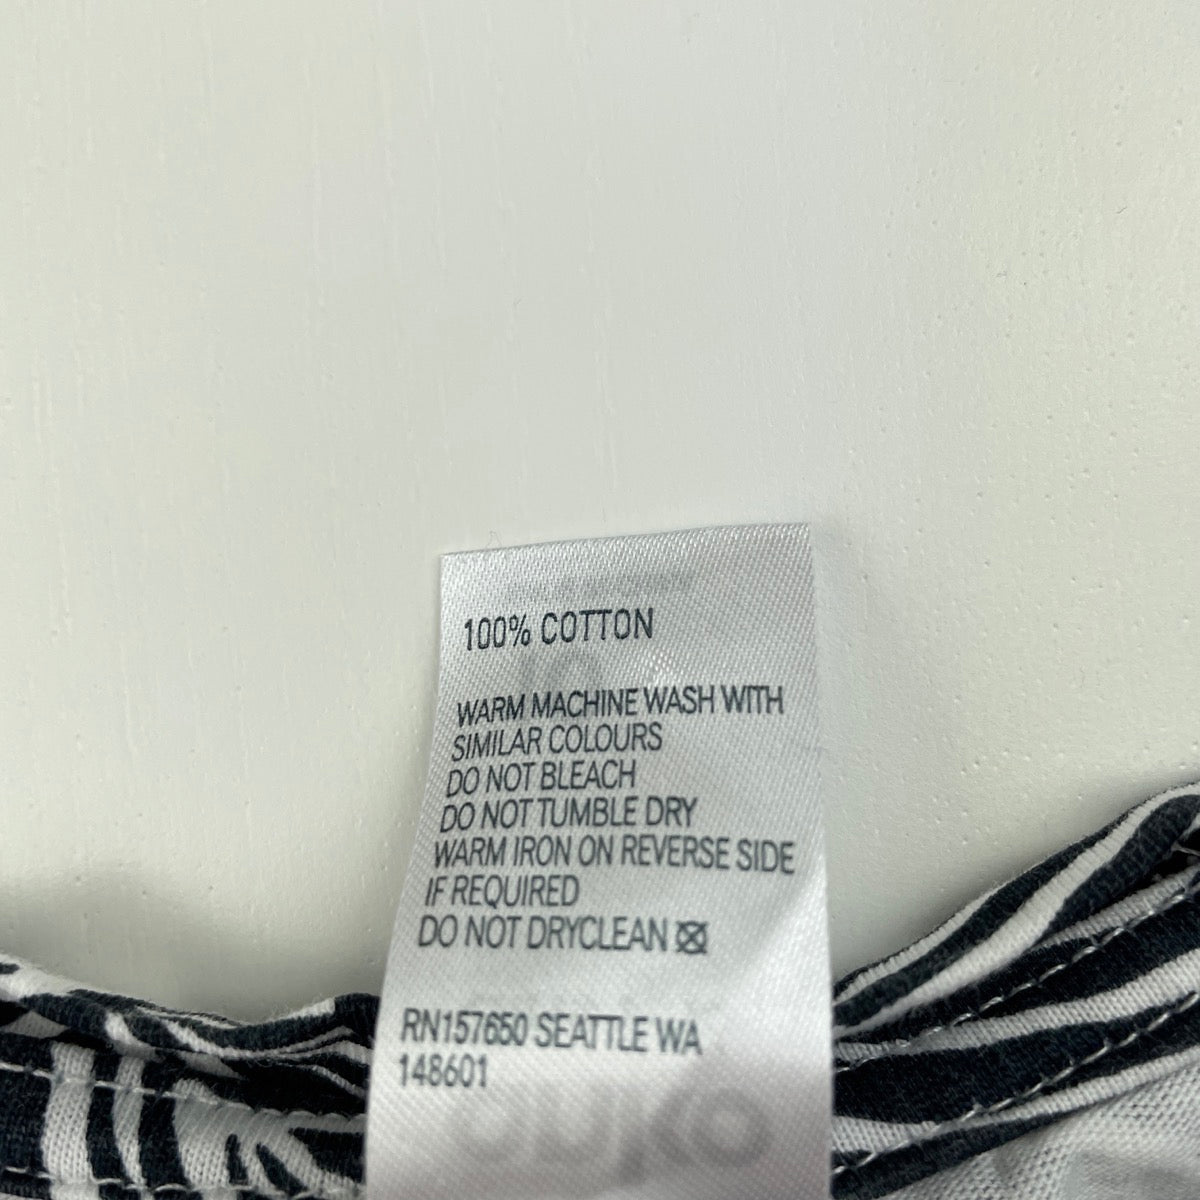 100% COTTON
WARM MACHINE WASH WITH
SIMILAR COLOURS
DO NOT BLEACH
DO NOT TUMBLE DRY
WARM IRON ON REVERSE SIDE
IF REQUIRED
DO NOT DRYCLEAN
RN157650 SEATTLE WA
148601